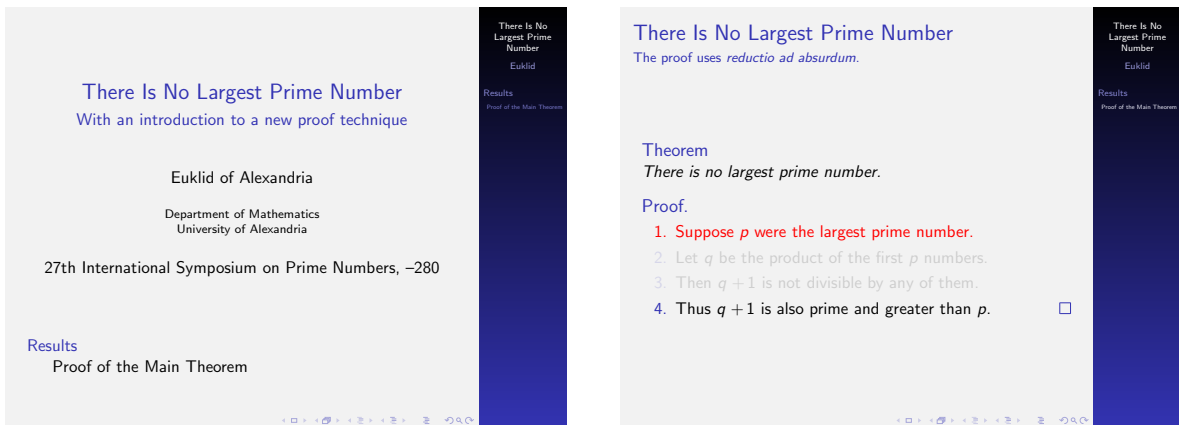 There Is No Largest Prime Number
With an introduction to a new proof technique
Euklid of Alexandria
Department of Mathematics
University of Alexandria
27th International Symposium on Prime Numbers, –280
Results
Proof of the Main Theorem
There Is No
Largest Prime
Number
Euklid
Results
Proof of the Main Theorem
There Is No Largest Prime Number
The proof uses reductio ad absurdum.
Theorem
There is no largest prime number.
Proof.
1. Suppose p were the largest prime number.
2. Let q be the product of the first p numbers.
3. Then q + 1 is not divisible by any of them.
4. Thus q + 1 is also prime and greater than p.
There Is No
Largest Prime
Number
Euklid
Results
Proof of the Main Theorem